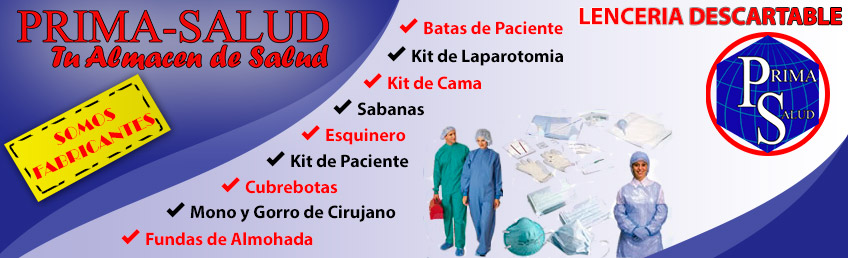 PRIMA-SALUD
Tu Almacen de Salud
SOMOS
FABRICANTES
Batas de Paciente
Kit de Laparotomia
Kit de Cama
Sabanas
Esquinero
Kit de Paciente
Cubrebotas
Mono y Gorro de Cirujano
Fundas de Almohada
LENCERIA DESCARTABLE
PRIMA
SALUD